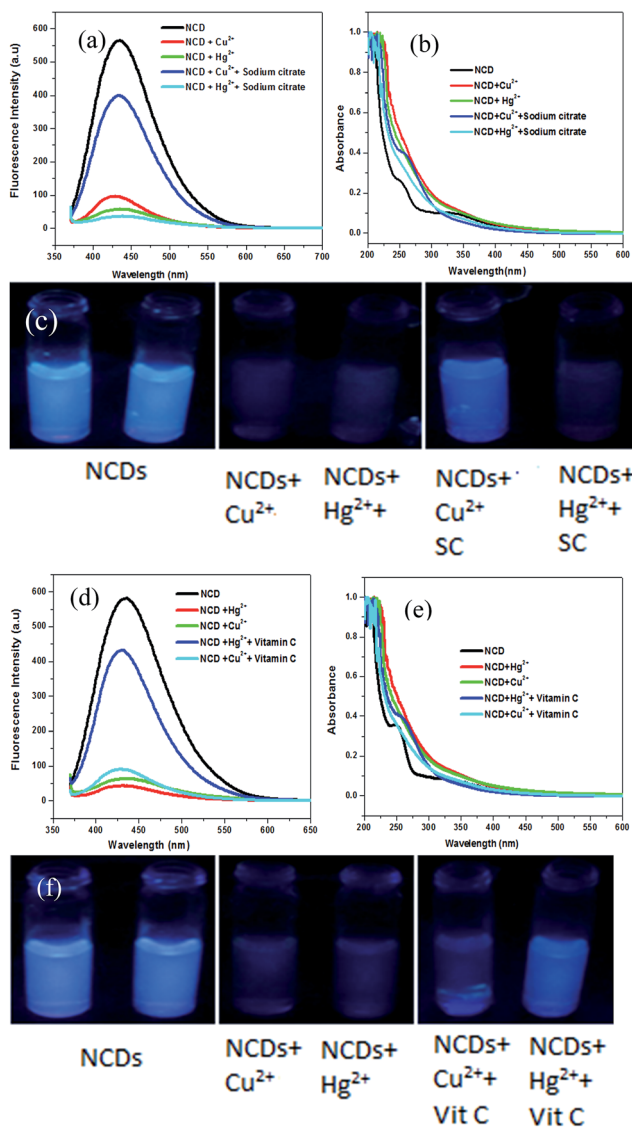 (a)
NCD
NCD + Cu²⁺
NCD + Hg²⁺
NCD + Cu²⁺+ Sodium citrate
NCD + Hg²⁺+ Sodium citrate
Fluorescence Intensity (a.u)
600
500
400
300
200
100
0
350 400 450 500 550 600 650 700
Wavelength (nm)
(b)
NCD
NCD+Cu²⁺
NCD+ Hg²⁺
NCD+Cu²⁺+Sodium citrate
NCD+Hg²⁺+Sodium citrate
Absorbance
1.0
0.8
0.6
0.4
0.2
0.0
200 250 300 350 400 450 500 550 600
Wavelength(nm)
(c)
NCDs
NCDs+
Cu²⁺
NCDs+
Hg²⁺+
NCDs+
Cu²⁺
SC
NCDs+
Hg²⁺+
SC
(d)
NCD
NCD +Hg²⁺
NCD +Cu²⁺
NCD +Hg²⁺+ Vitamin C
NCD +Cu²⁺+ Vitamin C
Fluorescence Intensity (a.u)
600
500
400
300
200
100
0
350 400 450 500 550 600 650
Wavelength (nm)
(e)
NCD
NCD+Hg²⁺
NCD+Cu²⁺
NCD+Hg²⁺+ Vitamin C
NCD+Cu²⁺+ Vitamin C
Absorbance
1.0
0.8
0.6
0.4
0.2
0.0
200 250 300 350 400 450 500 550 600
Wavelength (nm)
(f)
NCDs
NCDs+
Cu²⁺
NCDs+
Hg²⁺
NCDs+
Cu²⁺+
Vit C
NCDs+
Hg²⁺+
Vit C